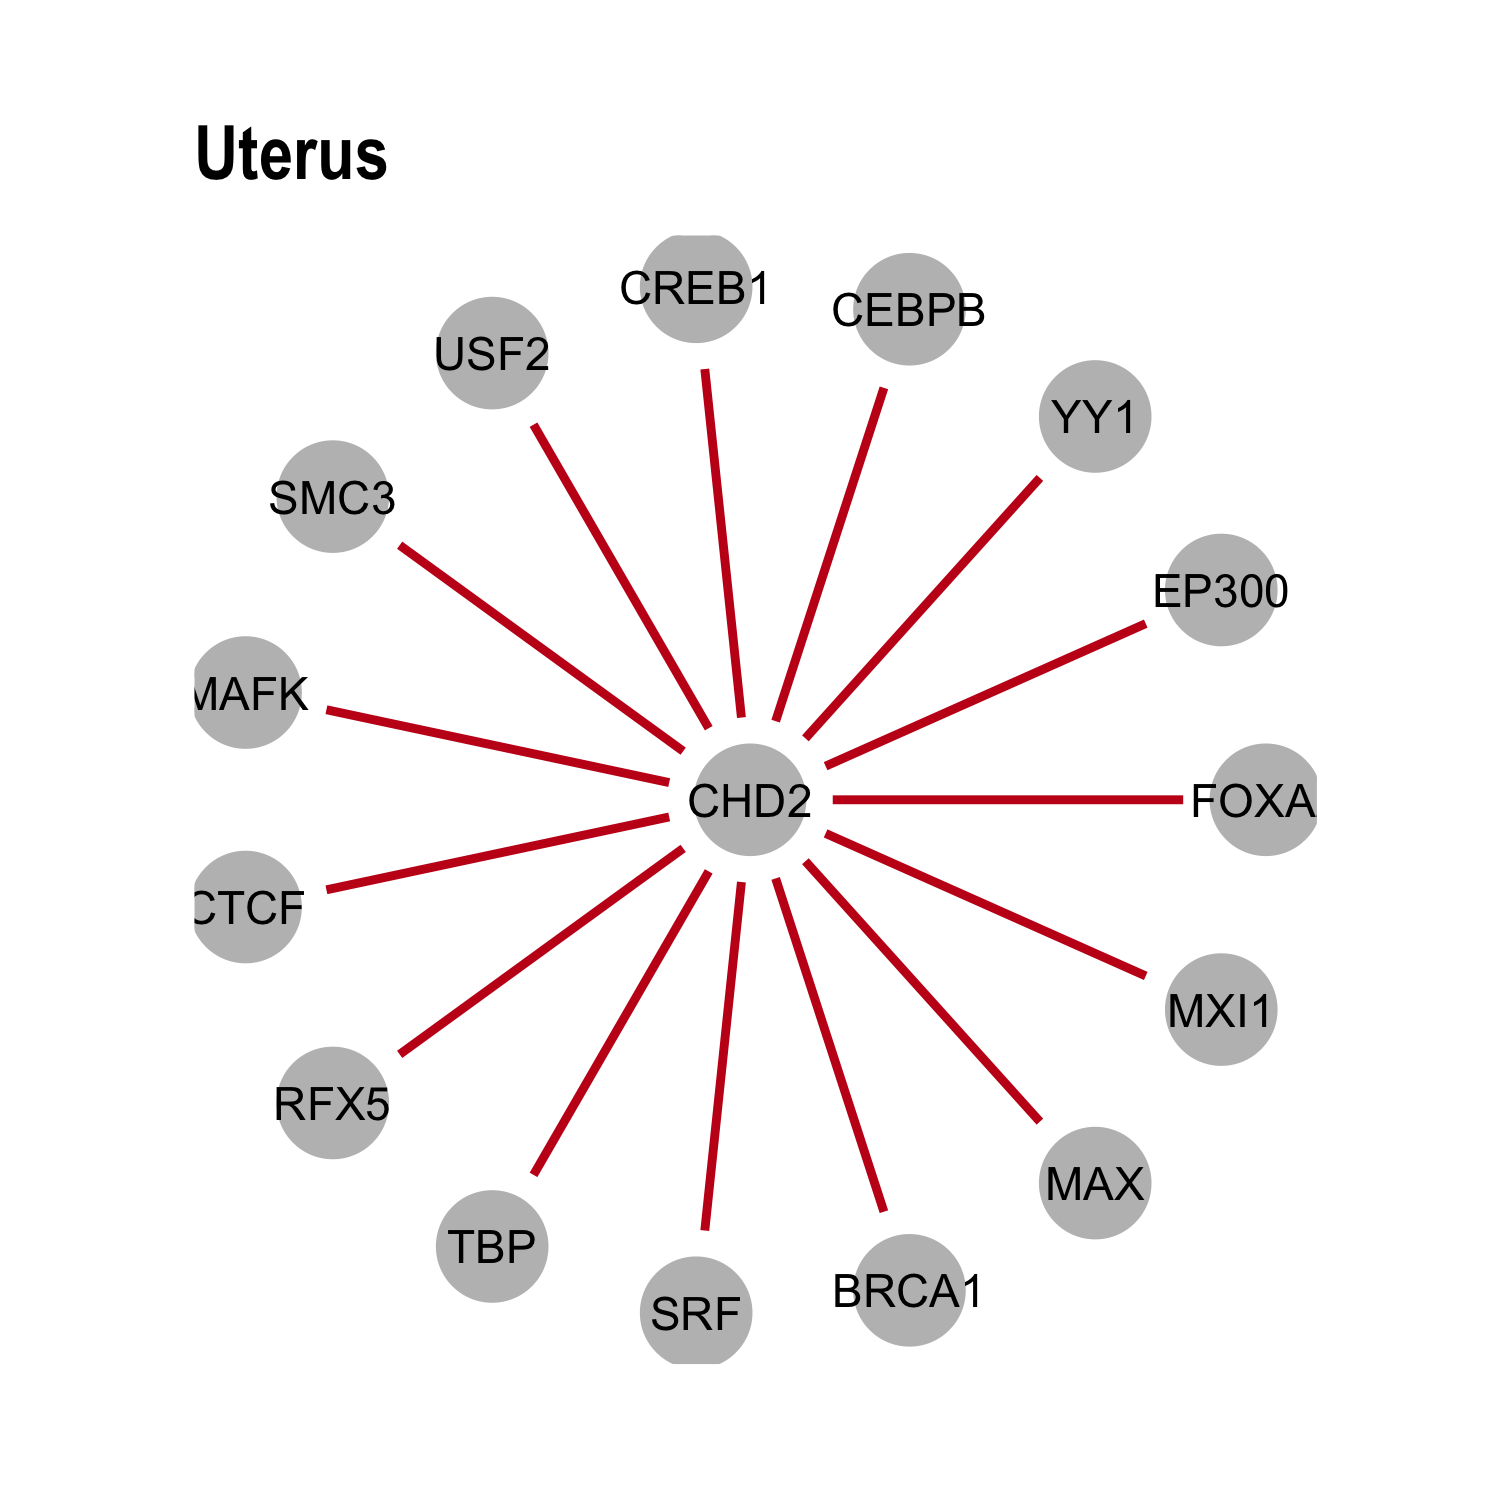 Uterus
CREB1
CEBPB
USF2
YY1
SMC3
EP300
MAFK
CHD2
FOXA
CTCF
MXI1
RFX5
MAX
TBP
BRCA1
SRF